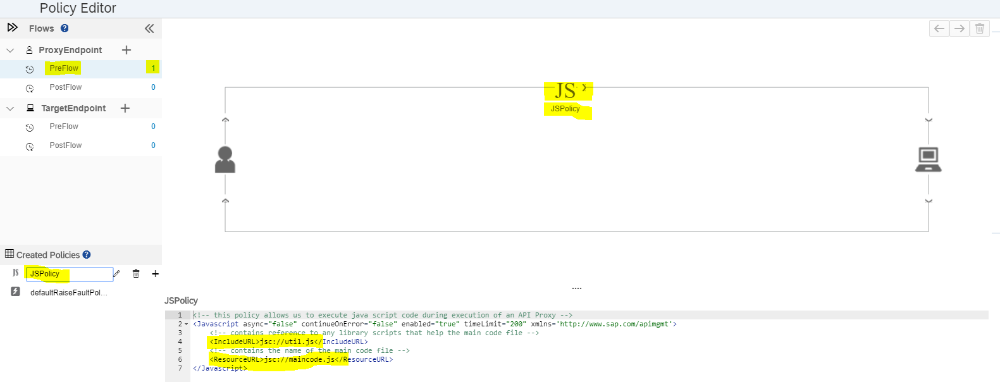 Policy Editor
Flows ?
ProxyEndpoint
PreFlow 1
PostFlow 0
TargetEndpoint
PreFlow 0
PostFlow 0
JS
JSPolicy
Created Policies ?
JS JSPolicy
defaultRaiseFaultPol...
JSPolicy
1 <!-- this policy allows us to execute java script code during execution of an API Proxy -->
2 <Javascript async="false" continueOnError="false" enabled="true" timeLimit="200" xmlns='http://www.sap.com/apimgmt'>
3 <!-- contains reference to any library scripts that help the main code file -->
4 <IncludeURL>jsc://util.js</IncludeURL>
5 <!-- contains the name of the main code file -->
6 <ResourceURL>jsc://maincode.js</ResourceURL>
7 </Javascript>